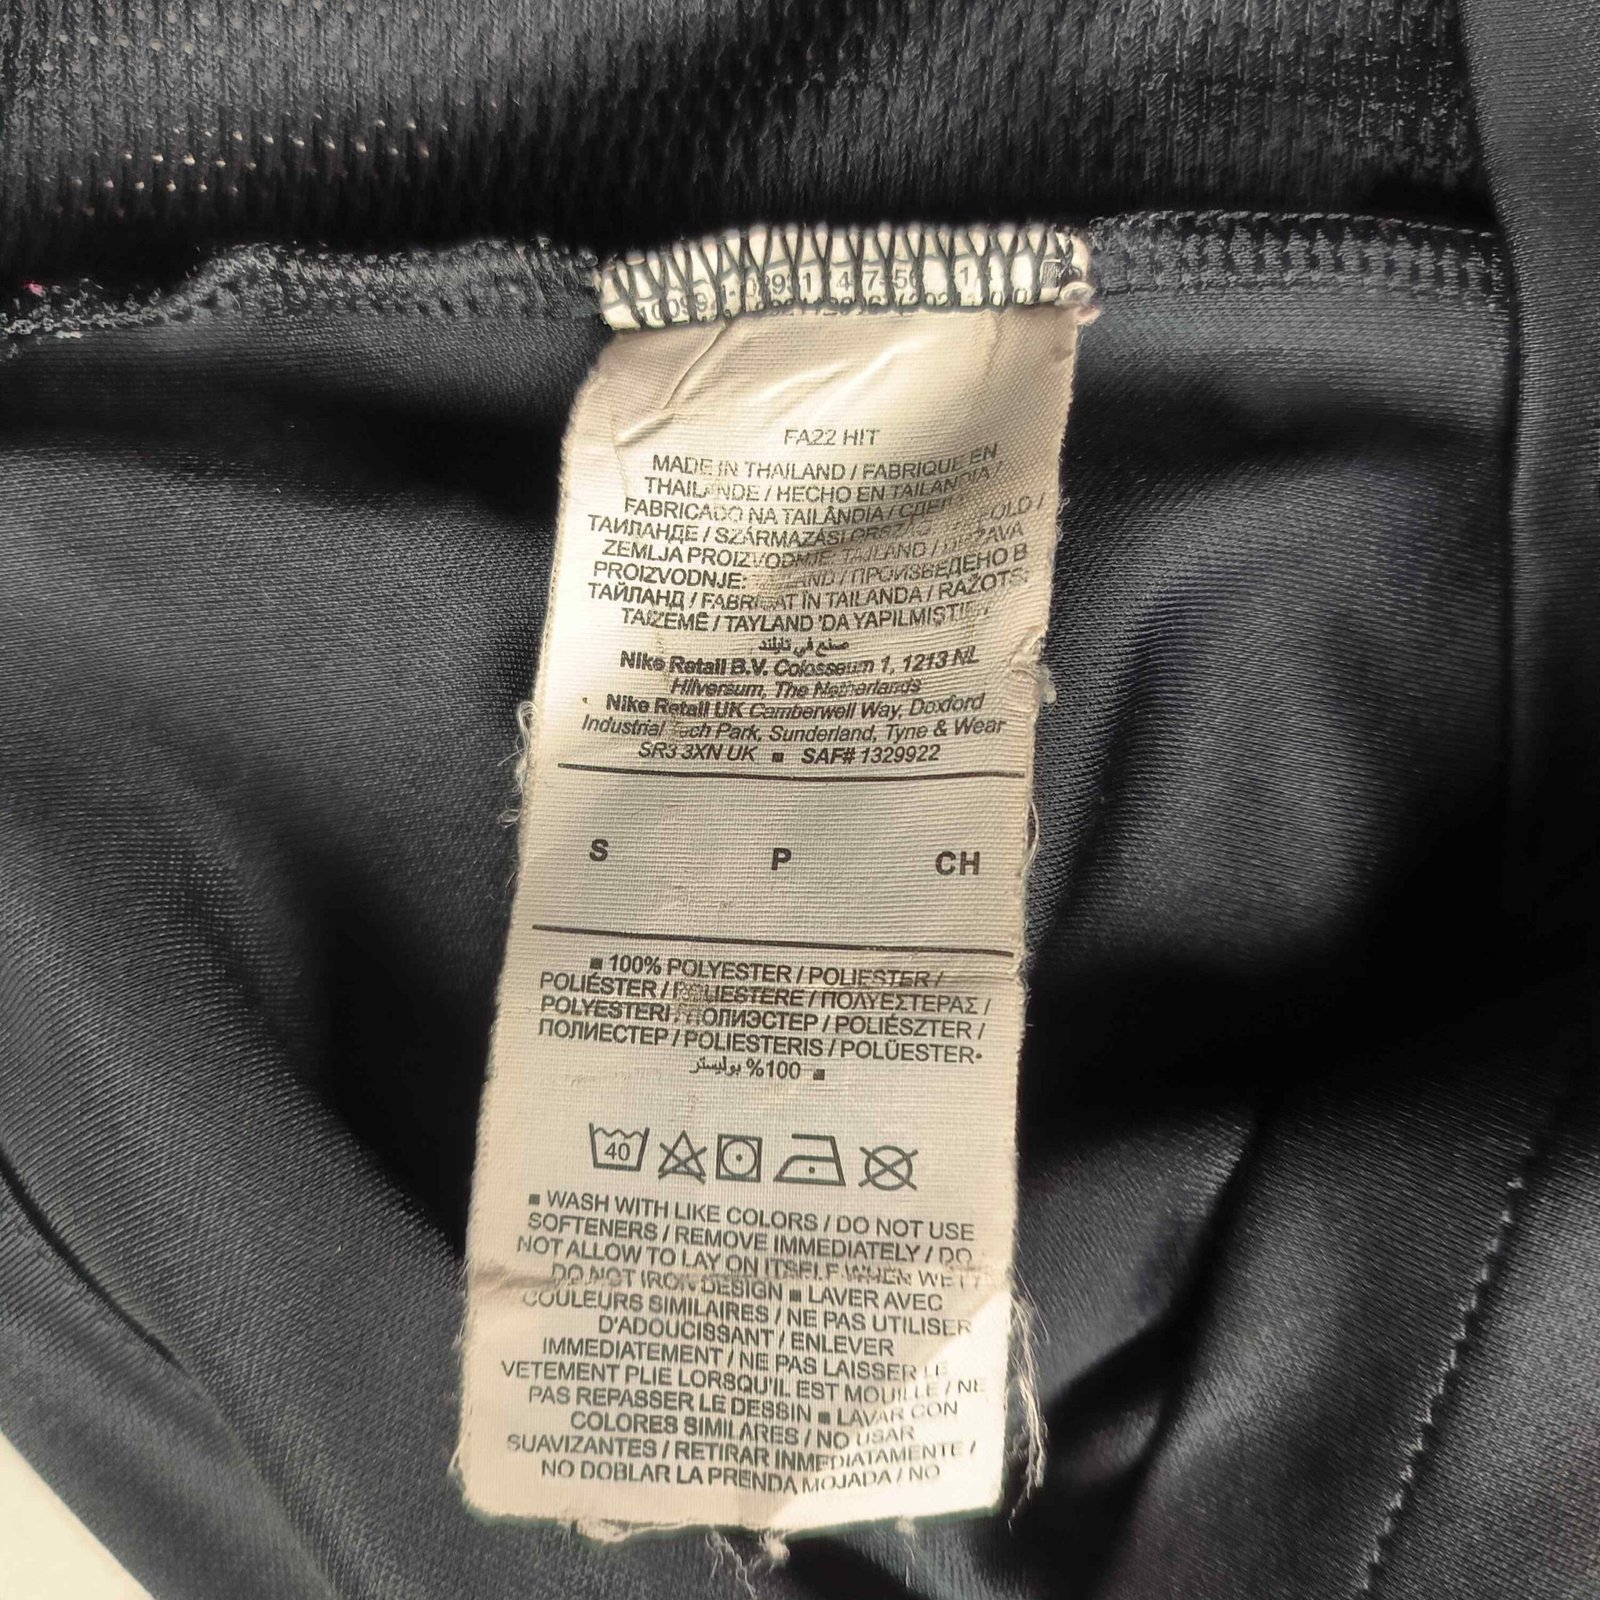 FA22 HIT
MADE IN THAILAND / FABRIQUE EN
THAILANDE / HECHO EN TAILANDIA /
FABRICADO NA TAILÂNDIA /
ТАИЛАНДЕ / SZÁRMAZÁSI ORSZÁG
ZEMLJA PROIZVODNJE: TAILAND / DRŽAVA
PROIZVODNJE: / ПРОИЗВЕДЕНО В
ТАЙЛАНД / FABRICAT ÎN TAILANDA / RAŽOTS:
TAIZEMĒ / TAYLAND 'DA YAPILMIŞTIR /
صنع في تايلند
Nike Retail B.V. Colosseum 1, 1213 NL
Hilversum, The Netherlands
Nike Retail UK Camberwell Way, Doxford
Industrial Tech Park, Sunderland, Tyne & Wear
SR3 3XN UK ■ SAF# 1329922
S P CH
■ 100% POLYESTER / POLIESTER /
POLIÉSTER / POLIESTERE / ΠΟΛΥΕΣΤΕΡΑΣ /
POLYESTERI / ПОЛИЭСТЕР / POLIÉSZTER /
ПОЛИЕСТЕР / POLIESTERIS / POLÜESTER•
100% بوليستر ■
40
■ WASH WITH LIKE COLORS / DO NOT USE
SOFTENERS / REMOVE IMMEDIATELY / DO
NOT ALLOW TO LAY ON ITSELF WHEN WET /
DO NOT IRON DESIGN ■ LAVER AVEC
COULEURS SIMILAIRES / NE PAS UTILISER
D'ADOUCISSANT / ENLEVER
IMMEDIATEMENT / NE PAS LAISSER LE
VETEMENT PLIE LORSQU'IL EST MOUILLE / NE
PAS REPASSER LE DESSIN ■ LAVAR CON
COLORES SIMILARES / NO USAR
SUAVIZANTES / RETIRAR INMEDIATAMENTE /
NO DOBLAR LA PRENDA MOJADA / NO